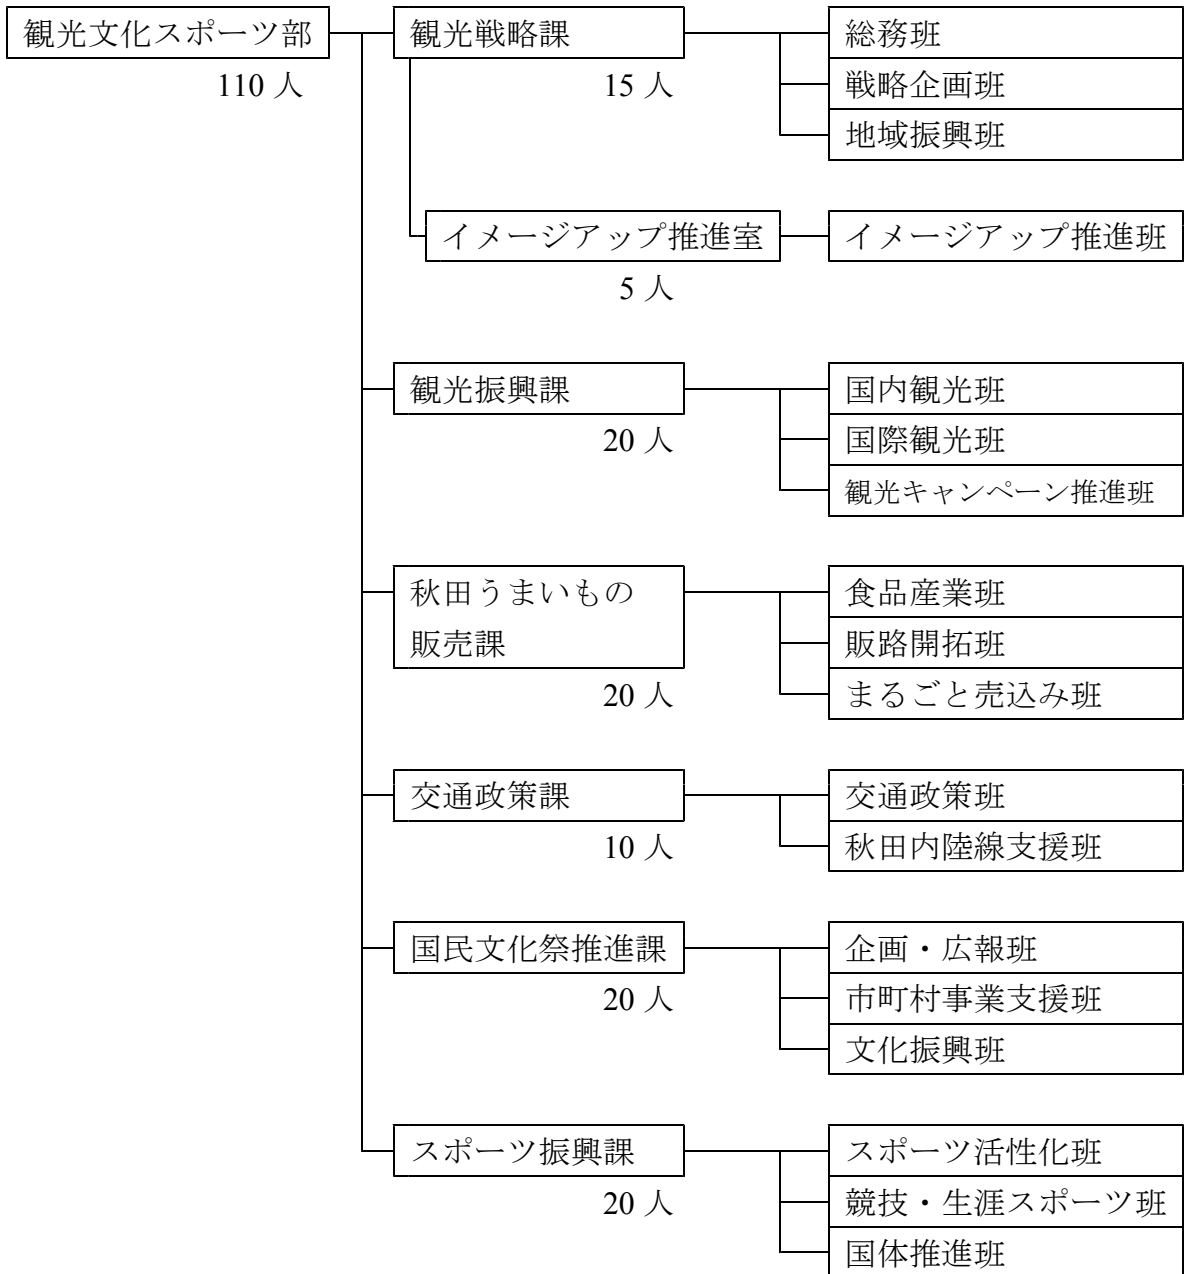 観光文化スポーツ部 観光戦略課 総務班
110 人 15 人 戦略企画班
地域振興班
イメージアップ推進室 イメージアップ推進班
5 人
観光振興課 国内観光班
20 人 国際観光班
観光キャンペーン推進班
秋田うまいもの 食品産業班
販売課 販路開拓班
20 人 まるごと売込み班
交通政策課 交通政策班
10 人 秋田内陸線支援班
国民文化祭推進課 企画・広報班
20 人 市町村事業支援班
文化振興班
スポーツ振興課 スポーツ活性化班
20 人 競技・生涯スポーツ班
国体推進班